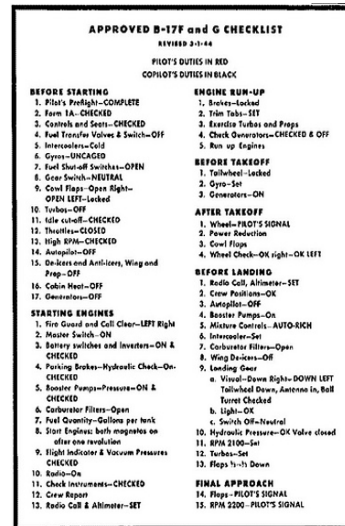 APPROVED B-17F and G CHECKLIST
REVISED 3-1-44
PILOT'S DUTIES IN RED
COPILOT'S DUTIES IN BLACK
BEFORE STARTING
1. Pilot's Preflight—COMPLETE
2. Form 1A—CHECKED
3. Controls and Seats—CHECKED
4. Fuel Transfer Valves & Switch—OFF
5. Intercoolers—Cold
6. Gyros—UNCAGED
7. Fuel Shut-off Switches—OPEN
8. Gear Switch—NEUTRAL
9. Cowl Flaps—Open Right—
OPEN LEFT—Locked
10. Turbos—OFF
11. Idle cut-off—CHECKED
12. Throttles—CLOSED
13. High RPM—CHECKED
14. Autopilot—OFF
15. De-icers and Anti-icers, Wing and
Prop—OFF
16. Cabin Heat—OFF
17. Generators—OFF
STARTING ENGINES
1. Fire Guard and Call Clear—LEFT Right
2. Master Switch—ON
3. Battery switches and Inverters—ON &
CHECKED
4. Parking Brakes—Hydraulic Check—On-
CHECKED
5. Booster Pumps—Pressure—ON &
CHECKED
6. Carburetor Filters—Open
7. Fuel Quantity—Gallons per tank
8. Start Engines: both magnetos on
after one revolution
9. Flight Indicator & Vacuum Pressures
CHECKED
10. Radio—On
11. Check Instruments—CHECKED
12. Crew Report
13. Radio Call & Altimeter—SET
ENGINE RUN-UP
1. Brakes—Locked
2. Trim Tabs—SET
3. Exercise Turbos and Props
4. Check Generators—CHECKED & OFF
5. Run up Engines
BEFORE TAKEOFF
1. Tailwheel—Locked
2. Gyro—Set
3. Generators—ON
AFTER TAKEOFF
1. Wheel—PILOT'S SIGNAL
2. Power Reduction
3. Cowl Flaps
4. Wheel Check—OK right—OK LEFT
BEFORE LANDING
1. Radio Call, Altimeter—SET
2. Crew Positions—OK
3. Autopilot—OFF
4. Booster Pumps—On
5. Mixture Controls—AUTO-RICH
6. Intercooler—Set
7. Carburetor Filters—Open
8. Wing De-icers—Off
9. Landing Gear
a. Visual—Down Right—DOWN LEFT
Tailwheel Down, Antenna in, Ball
Turret Checked
b. Light—OK
c. Switch Off—Neutral
10. Hydraulic Pressure—OK Valve closed
11. RPM 2100—Set
12. Turbos—Set
13. Flaps ⅓-⅓ Down
FINAL APPROACH
14. Flaps—PILOT'S SIGNAL
15. RPM 2200—PILOT'S SIGNAL